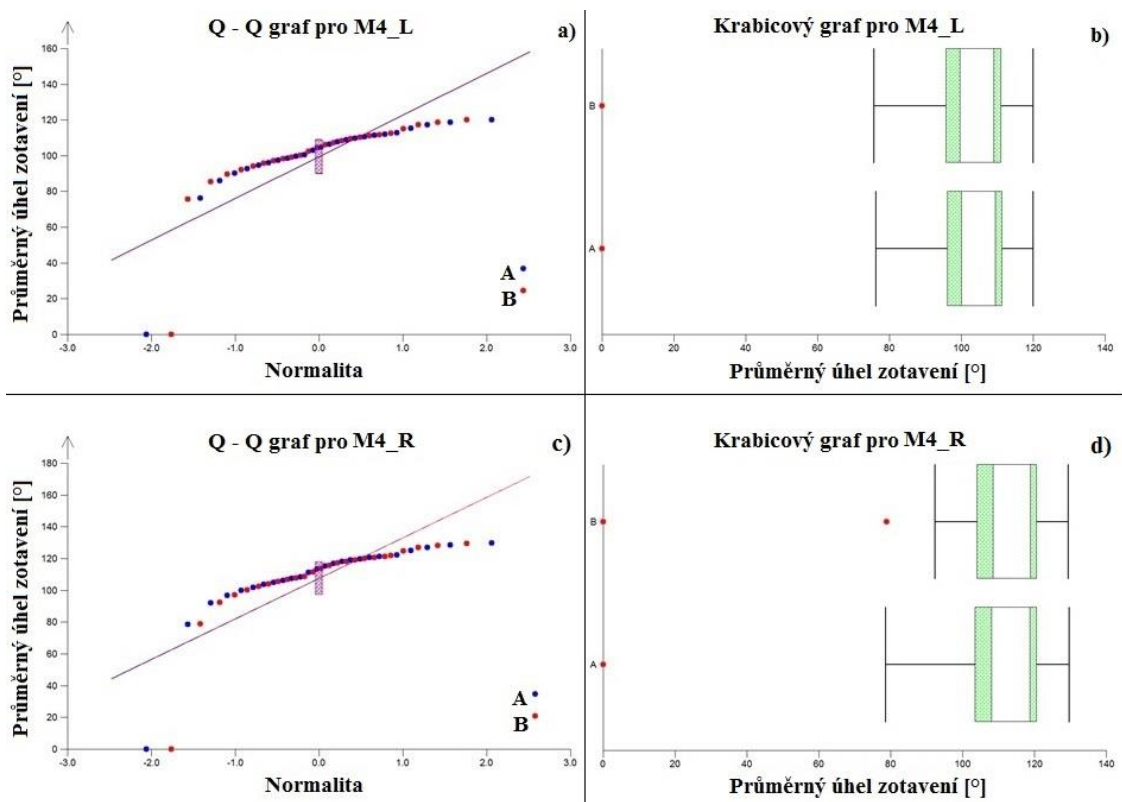 Q - Q graf pro M4_L
a)
Průměrný úhel zotavení [°]
160
140
120
100
80
60
40
20
0
-3.0 -2.0 -1.0 0.0 1.0 2.0 3.0
Normalita
A
B
Krabicový graf pro M4_L
b)
B
A
0 20 40 60 80 100 120 140
Průměrný úhel zotavení [°]
Q - Q graf pro M4_R
c)
Průměrný úhel zotavení [°]
180
160
140
120
100
80
60
40
20
0
-3.0 -2.0 -1.0 0.0 1.0 2.0 3.0
Normalita
A
B
Krabicový graf pro M4_R
d)
B
A
0 20 40 60 80 100 120 140
Průměrný úhel zotavení [°]